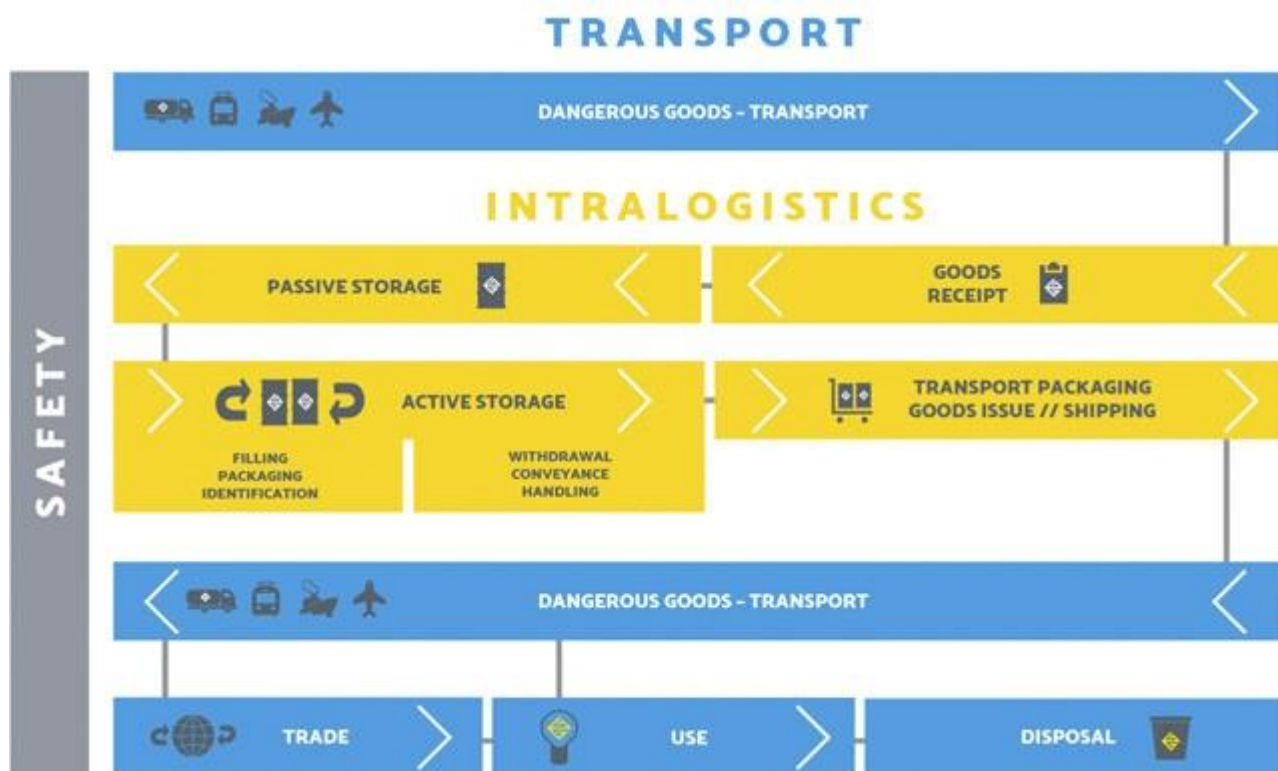 TRANSPORT
DANGEROUS GOODS – TRANSPORT
INTRALOGISTICS
PASSIVE STORAGE
GOODS
RECEIPT
SAFETY
ACTIVE STORAGE
TRANSPORT PACKAGING
GOODS ISSUE // SHIPPING
FILLING
PACKAGING
IDENTIFICATION
WITHDRAWAL
CONVEYANCE
HANDLING
DANGEROUS GOODS – TRANSPORT
TRADE
USE
DISPOSAL